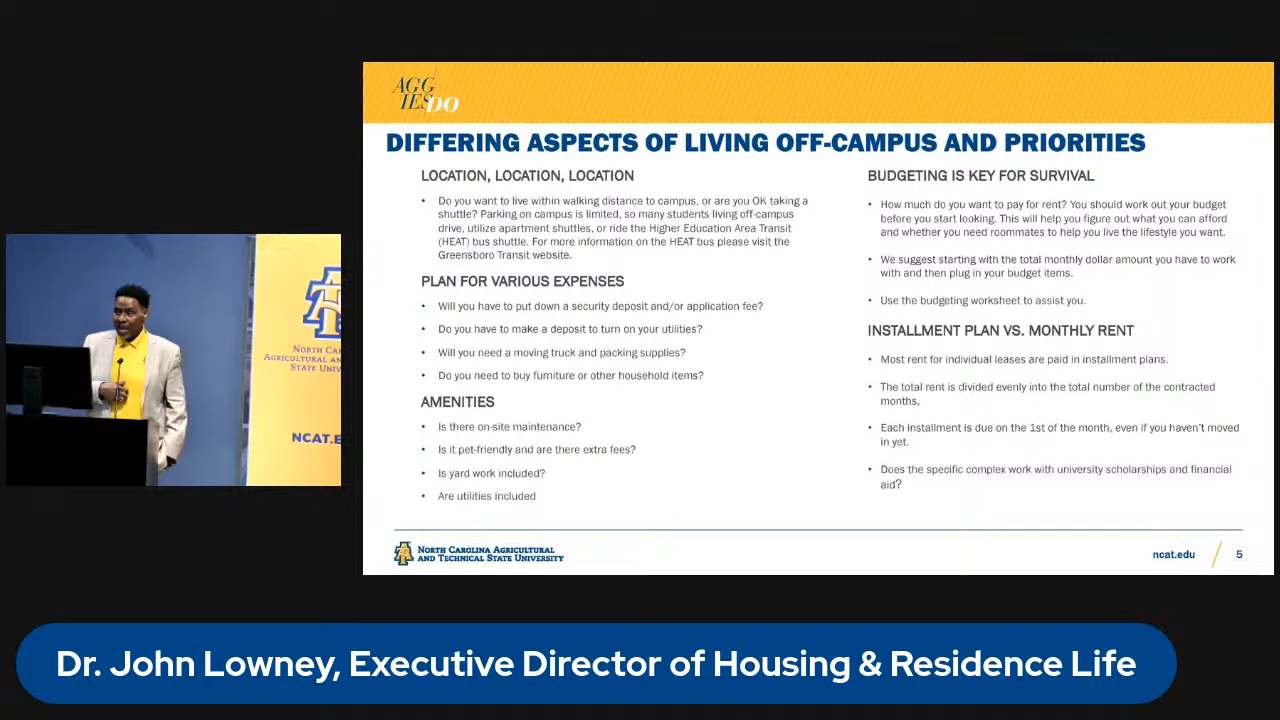 AGG
IES DO
DIFFERING ASPECTS OF LIVING OFF-CAMPUS AND PRIORITIES
LOCATION, LOCATION, LOCATION
• Do you want to live within walking distance to campus, or are you OK taking a
shuttle? Parking on campus is limited, so many students living off-campus
drive, utilize apartment shuttles, or ride the Higher Education Area Transit
(HEAT) bus shuttle. For more information on the HEAT bus please visit the
Greensboro Transit website.
PLAN FOR VARIOUS EXPENSES
• Will you have to put down a security deposit and/or application fee?
• Do you have to make a deposit to turn on your utilities?
• Will you need a moving truck and packing supplies?
• Do you need to buy furniture or other household items?
AMENITIES
• Is there on-site maintenance?
• Is it pet-friendly and are there extra fees?
• Is yard work included?
• Are utilities included
BUDGETING IS KEY FOR SURVIVAL
• How much do you want to pay for rent? You should work out your budget
before you start looking. This will help you figure out what you can afford
and whether you need roommates to help you live the lifestyle you want.
• We suggest starting with the total monthly dollar amount you have to work
with and then plug in your budget items.
• Use the budgeting worksheet to assist you.
INSTALLMENT PLAN VS. MONTHLY RENT
• Most rent for individual leases are paid in installment plans.
• The total rent is divided evenly into the total number of the contracted
months.
• Each installment is due on the 1st of the month, even if you haven't moved
in yet.
• Does the specific complex work with university scholarships and financial
aid?
NORTH CAROLINA AGRICULTURAL
AND TECHNICAL STATE UNIVERSITY
ncat.edu
5
NORTH CAR
AGRICULTURAL AN
STATE UNIV
NCAT.E
Dr. John Lowney, Executive Director of Housing & Residence Life